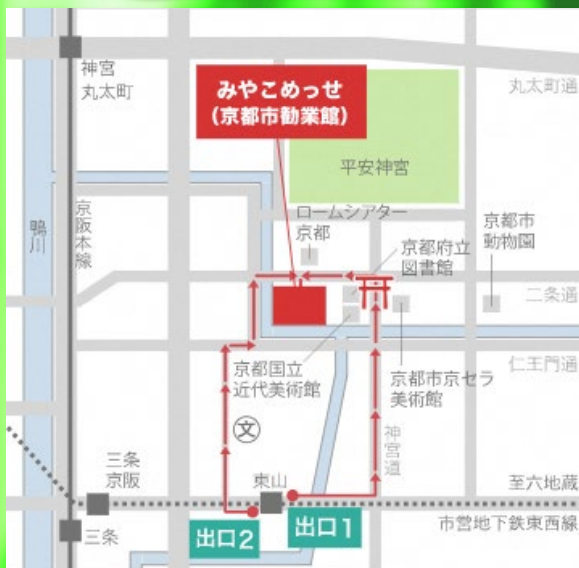 神宮
丸太町
丸太町通
みやこめっせ
(京都市勧業館)
平安神宮
鴨川
京阪本線
ロームシアター
京都
京都市
動物園
京都府立
図書館
二条通
仁王門通
京都国立
近代美術館
京都市京セラ
美術館
文
神宮道
三条
京阪
東山
至六地蔵
出口2
出口1
市営地下鉄東西線
三条